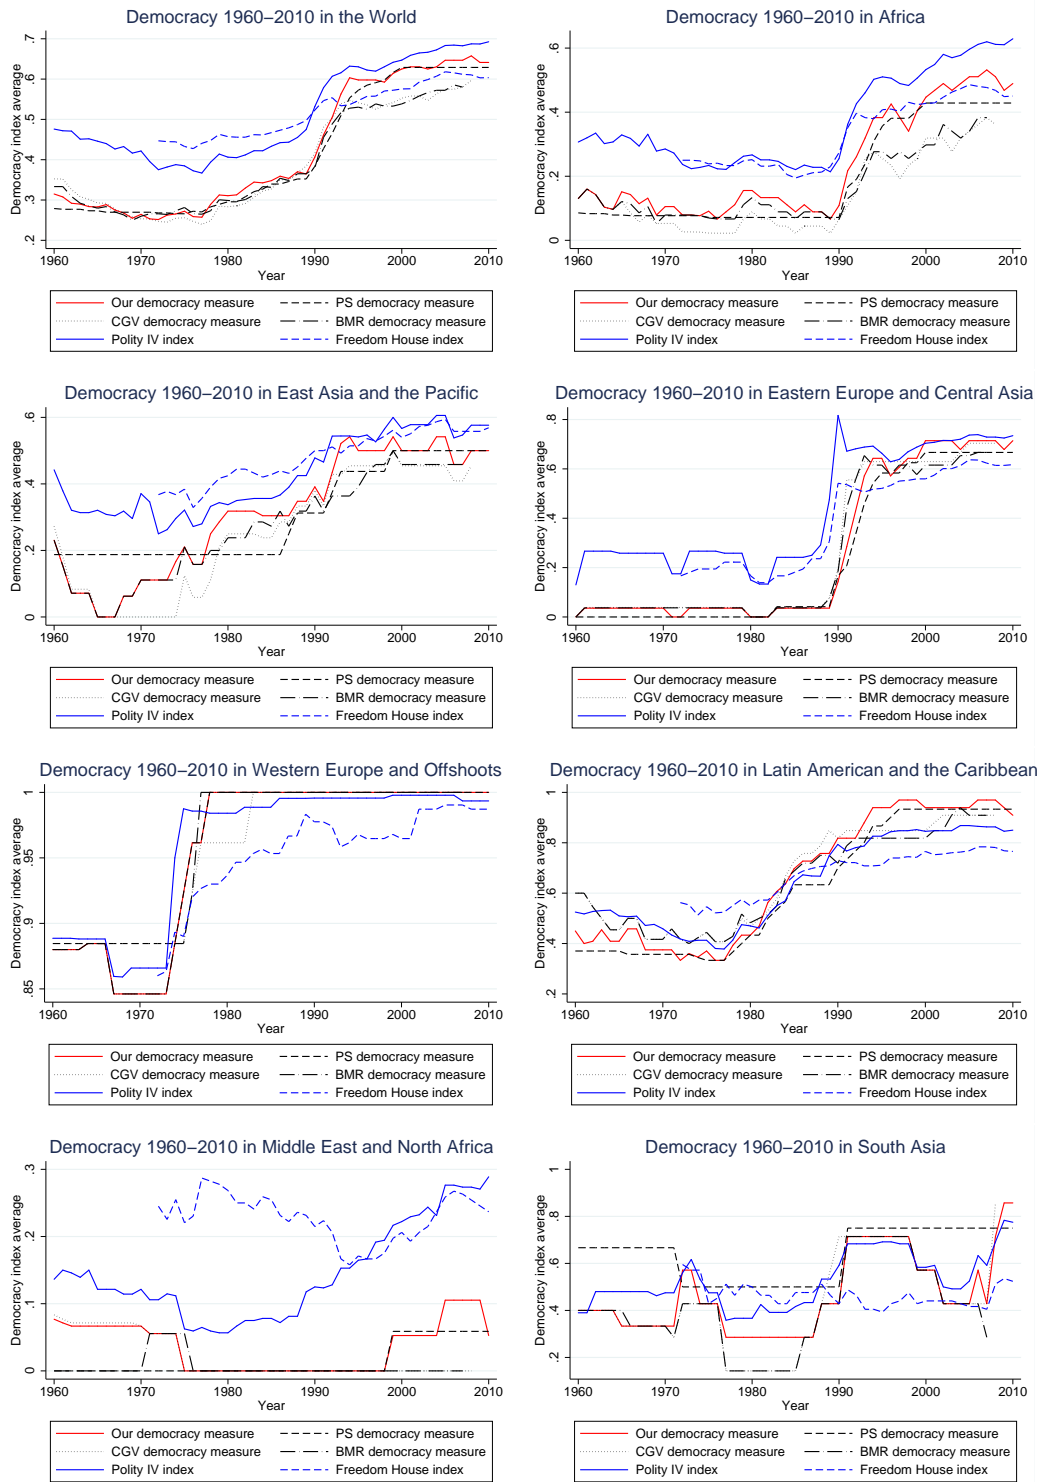 Democracy 1960−2010 in the World
Democracy index average
.2 .3 .4 .5 .6 .7
1960 1970 1980 1990 2000 2010
Year
Our democracy measure PS democracy measure
CGV democracy measure BMR democracy measure
Polity IV index Freedom House index
Democracy 1960−2010 in Africa
Democracy index average
0 .2 .4 .6
1960 1970 1980 1990 2000 2010
Year
Our democracy measure PS democracy measure
CGV democracy measure BMR democracy measure
Polity IV index Freedom House index
Democracy 1960−2010 in East Asia and the Pacific
Democracy index average
0 .2 .4 .6
1960 1970 1980 1990 2000 2010
Year
Our democracy measure PS democracy measure
CGV democracy measure BMR democracy measure
Polity IV index Freedom House index
Democracy 1960−2010 in Eastern Europe and Central Asia
Democracy index average
0 .2 .4 .6 .8
1960 1970 1980 1990 2000 2010
Year
Our democracy measure PS democracy measure
CGV democracy measure BMR democracy measure
Polity IV index Freedom House index
Democracy 1960−2010 in Western Europe and Offshoots
Democracy index average
.85 .9 .95 1
1960 1970 1980 1990 2000 2010
Year
Our democracy measure PS democracy measure
CGV democracy measure BMR democracy measure
Polity IV index Freedom House index
Democracy 1960−2010 in Latin American and the Caribbean
Democracy index average
.2 .4 .6 .8 1
1960 1970 1980 1990 2000 2010
Year
Our democracy measure PS democracy measure
CGV democracy measure BMR democracy measure
Polity IV index Freedom House index
Democracy 1960−2010 in Middle East and North Africa
Democracy index average
0 .1 .2 .3
1960 1970 1980 1990 2000 2010
Year
Our democracy measure PS democracy measure
CGV democracy measure BMR democracy measure
Polity IV index Freedom House index
Democracy 1960−2010 in South Asia
Democracy index average
.2 .4 .6 .8 1
1960 1970 1980 1990 2000 2010
Year
Our democracy measure PS democracy measure
CGV democracy measure BMR democracy measure
Polity IV index Freedom House index